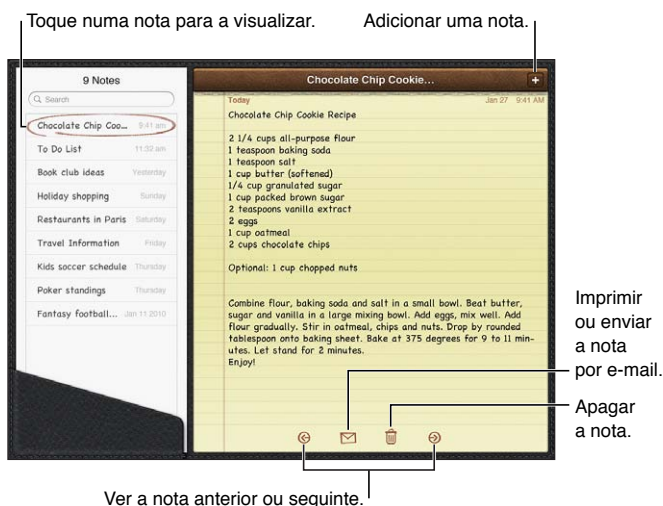 Toque numa nota para a visualizar.
Adicionar uma nota.
9 Notes
Search
Chocolate Chip Coo... 9:41 am
To Do List 11:32 am
Book club ideas Yesterday
Holiday shopping Sunday
Restaurants in Paris Saturday
Travel Information Friday
Kids soccer schedule Thursday
Poker standings Thursday
Fantasy football... Jan 11 2010
Chocolate Chip Cookie...
+
Today Jan 27 9:41 AM
Chocolate Chip Cookie Recipe
2 1/4 cups all-purpose flour
1 teaspoon baking soda
1 teaspoon salt
1 cup butter (softened)
1/4 cup granulated sugar
1 cup packed brown sugar
2 teaspoons vanilla extract
2 eggs
1 cup oatmeal
2 cups chocolate chips
Optional: 1 cup chopped nuts
Combine flour, baking soda and salt in a small bowl. Beat butter,
sugar and vanilla in a large mixing bowl. Add eggs, mix well. Add
flour gradually. Stir in oatmeal, chips and nuts. Drop by rounded
tablespoon onto baking sheet. Bake at 375 degrees for 9 to 11 min-
utes. Let stand for 2 minutes.
Enjoy!
Imprimir
ou enviar
a nota
por e-mail.
Apagar
a nota.
Ver a nota anterior ou seguinte.